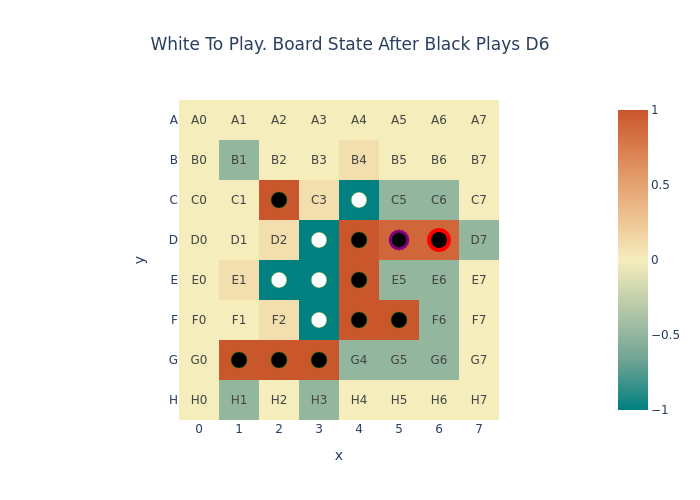 White To Play. Board State After Black Plays D6
A A0 A1 A2 A3 A4 A5 A6 A7
B B0 B1 B2 B3 B4 B5 B6 B7
C C0 C1 C3 C5 C6 C7
D D0 D1 D2 D7
E E0 E1 E5 E6 E7
F F0 F1 F2 F6 F7
G G0 G4 G5 G6 G7
H H0 H1 H2 H3 H4 H5 H6 H7
0 1 2 3 4 5 6 7
x
y
1
0.5
0
−0.5
−1